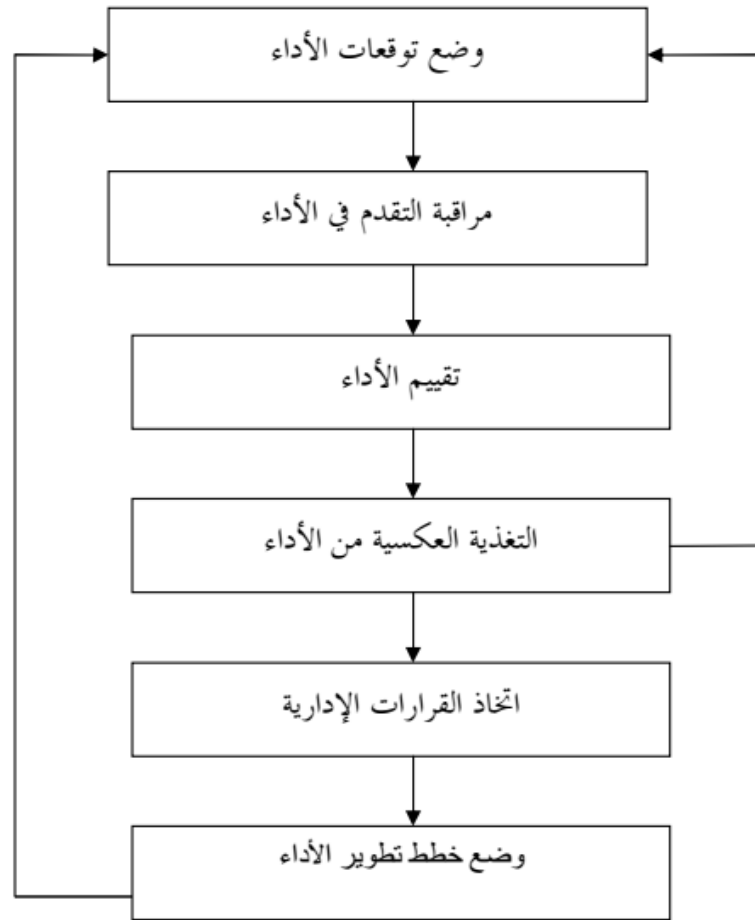 وضع توقعات الأداء
مراقبة التقدم في الأداء
تقييم الأداء
التغذية العكسية من الأداء
اتخاذ القرارات الإدارية
وضع خطط تطوير الأداء